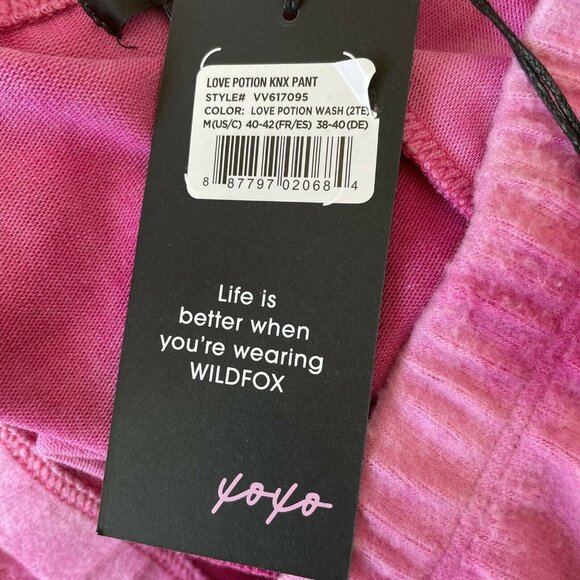 LOVE POTION KNX PANT
STYLE# VV617095
COLOR: LOVE POTION WASH (2TE)
M(US/C) 40-42(FR/ES) 38-40(DE)
8 87797 02068 4
Life is
better when
you're wearing
WILDFOX
xoxo